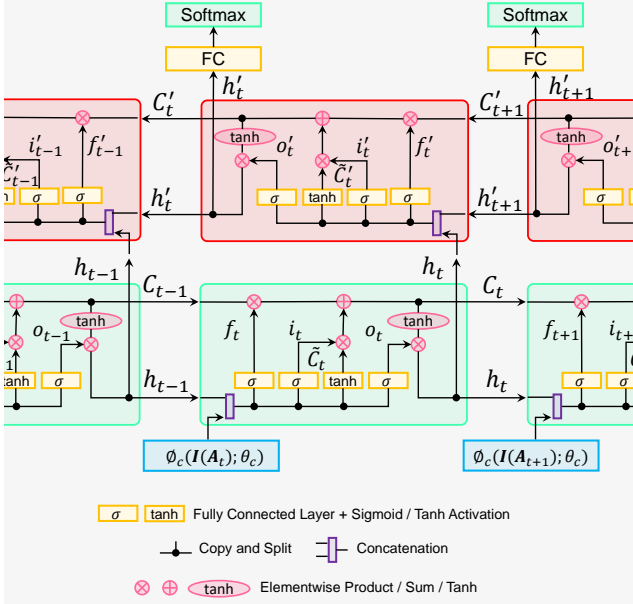 Softmax Softmax
FC FC
C′_t h′_t C′_{t+1} h′_{t+1}
i′_{t−1} f′_{t−1} tanh o′_t i′_t f′_t tanh o′_{t+
C̃′_{t−1} C̃′_t
h σ σ σ tanh σ σ σ
h′_t h′_{t+1}
h_{t−1} C_{t−1} h_t C_t
o_{t−1} tanh f_t i_t o_t tanh f_{t+1} i_{t+
C̃_t
tanh σ σ σ tanh σ σ σ
h_{t−1} h_t
∅_c(I(A_t); θ_c) ∅_c(I(A_{t+1}); θ_c)
σ tanh Fully Connected Layer + Sigmoid / Tanh Activation
Copy and Split Concatenation
tanh Elementwise Product / Sum / Tanh